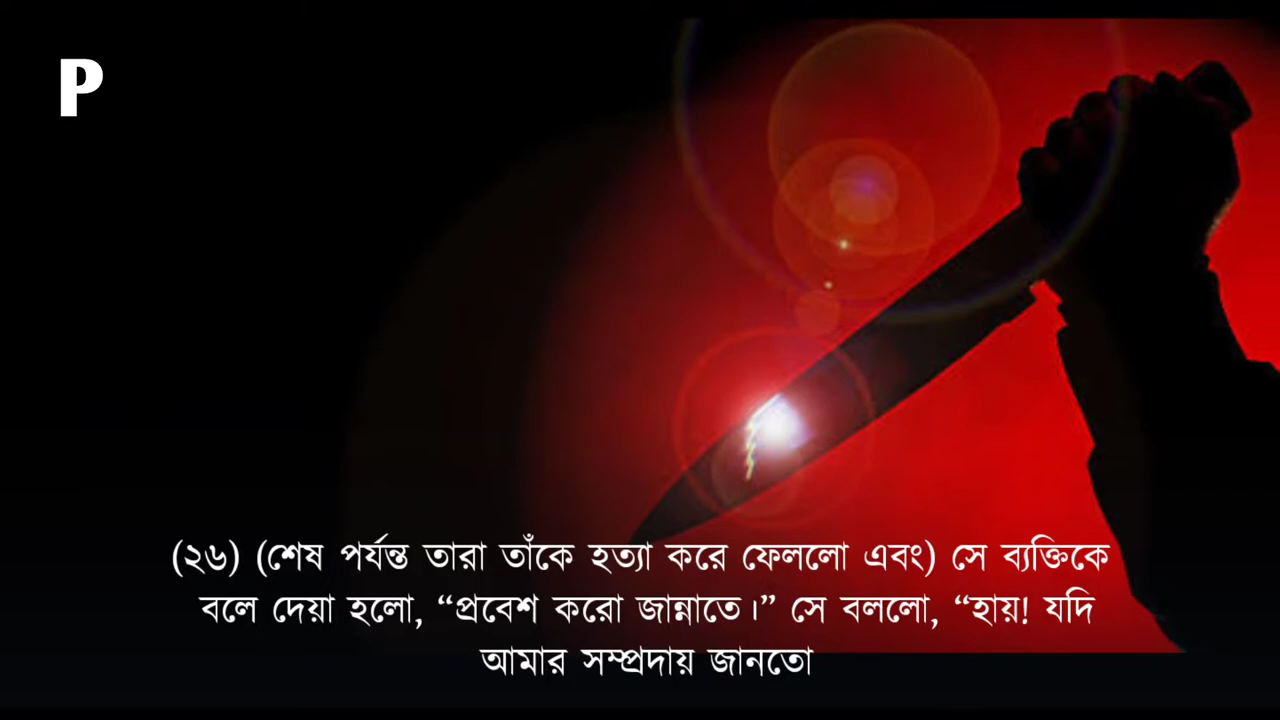 P
(২৬) (শেষ পর্যন্ত তারা তাঁকে হত্যা করে ফেললো এবং) সে ব্যক্তিকে
বলে দেয়া হলো, “প্রবেশ করো জান্নাতে।” সে বললো, “হায়! যদি
আমার সম্প্রদায় জানতো